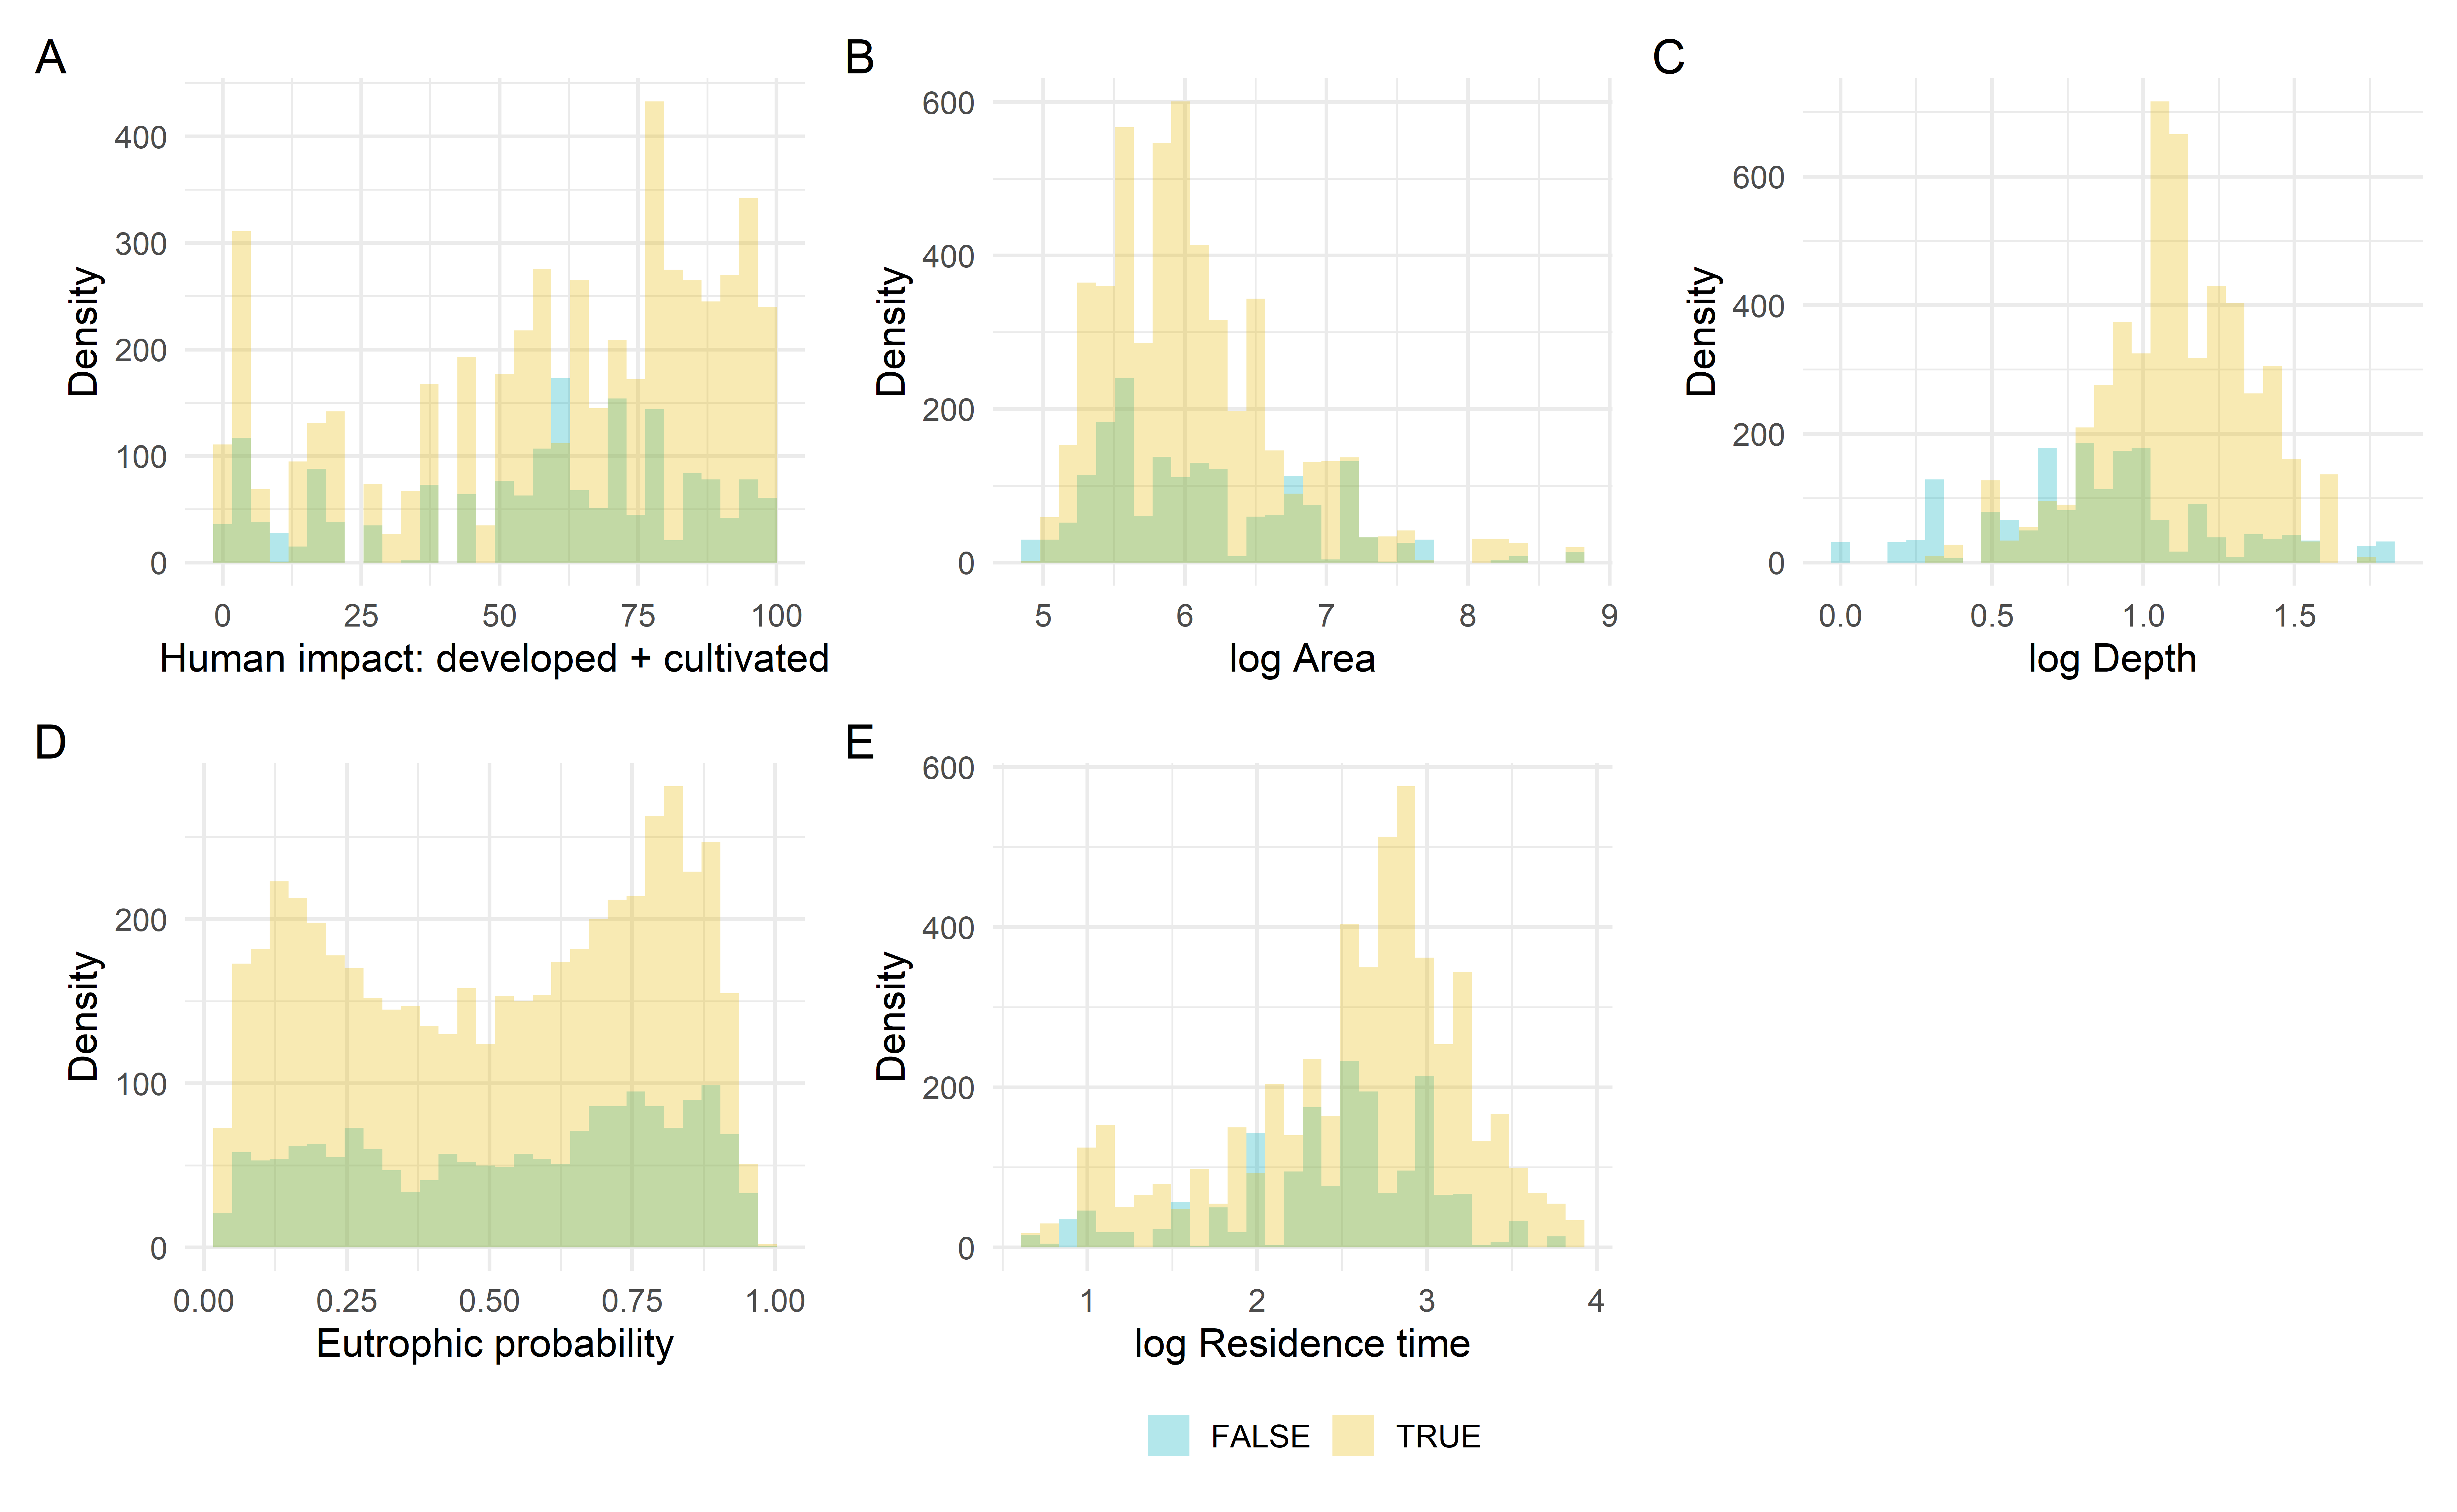 A
Density
400
300
200
100
0
0 25 50 75 100
Human impact: developed + cultivated
B
Density
600
400
200
0
5 6 7 8 9
log Area
C
Density
600
400
200
0
0.0 0.5 1.0 1.5
log Depth
D
Density
200
100
0
0.00 0.25 0.50 0.75 1.00
Eutrophic probability
E
Density
600
400
200
0
1 2 3 4
log Residence time
FALSE TRUE